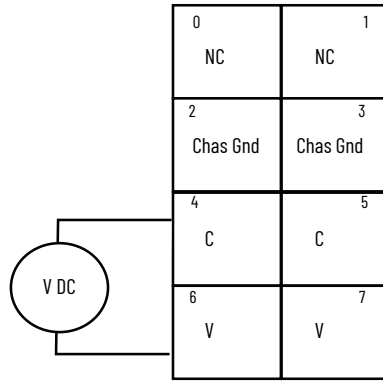 0 1
NC NC
2 3
Chas Gnd Chas Gnd
4 5
C C
V DC
6 7
V V